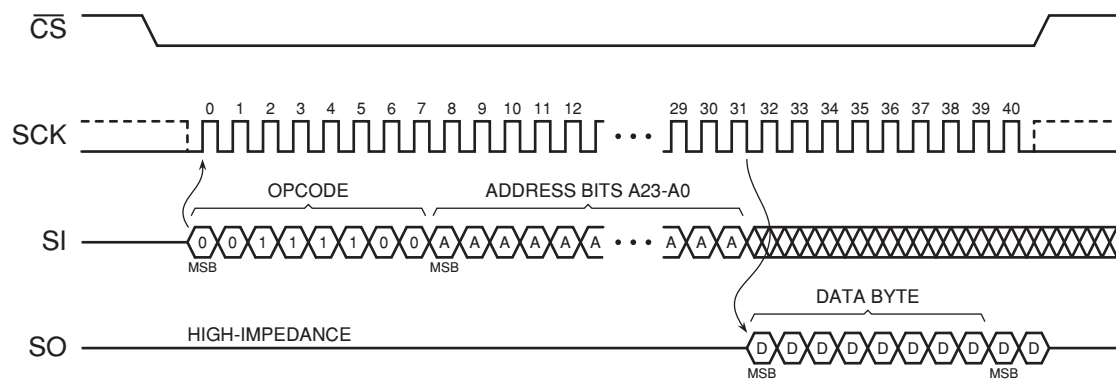 CS
SCK
0 1 2 3 4 5 6 7 8 9 10 11 12 29 30 31 32 33 34 35 36 37 38 39 40
OPCODE ADDRESS BITS A23-A0
SI
0 0 1 1 1 1 0 0 A A A A A A A A A
MSB MSB
DATA BYTE
HIGH-IMPEDANCE
SO
D D D D D D D D D D
MSB MSB